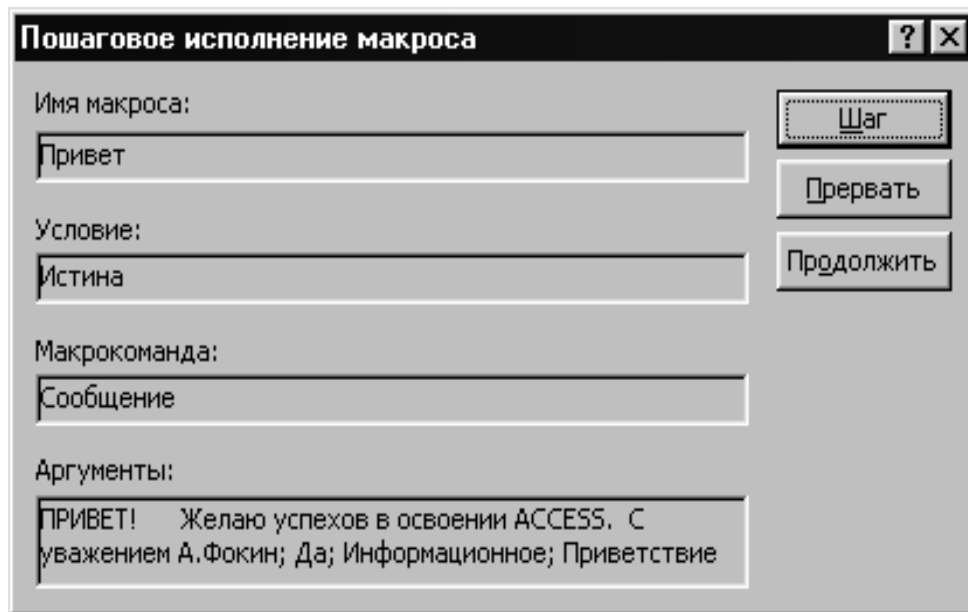 Пошаговое исполнение макроса
Имя макроса:
Привет
Шаг
Прервать
Продолжить
Условие:
Истина
Макрокоманда:
Сообщение
Аргументы:
ПРИВЕТ! Желаю успехов в освоении ACCESS. С
уважением А.Фокин; Да; Информационное; Приветствие